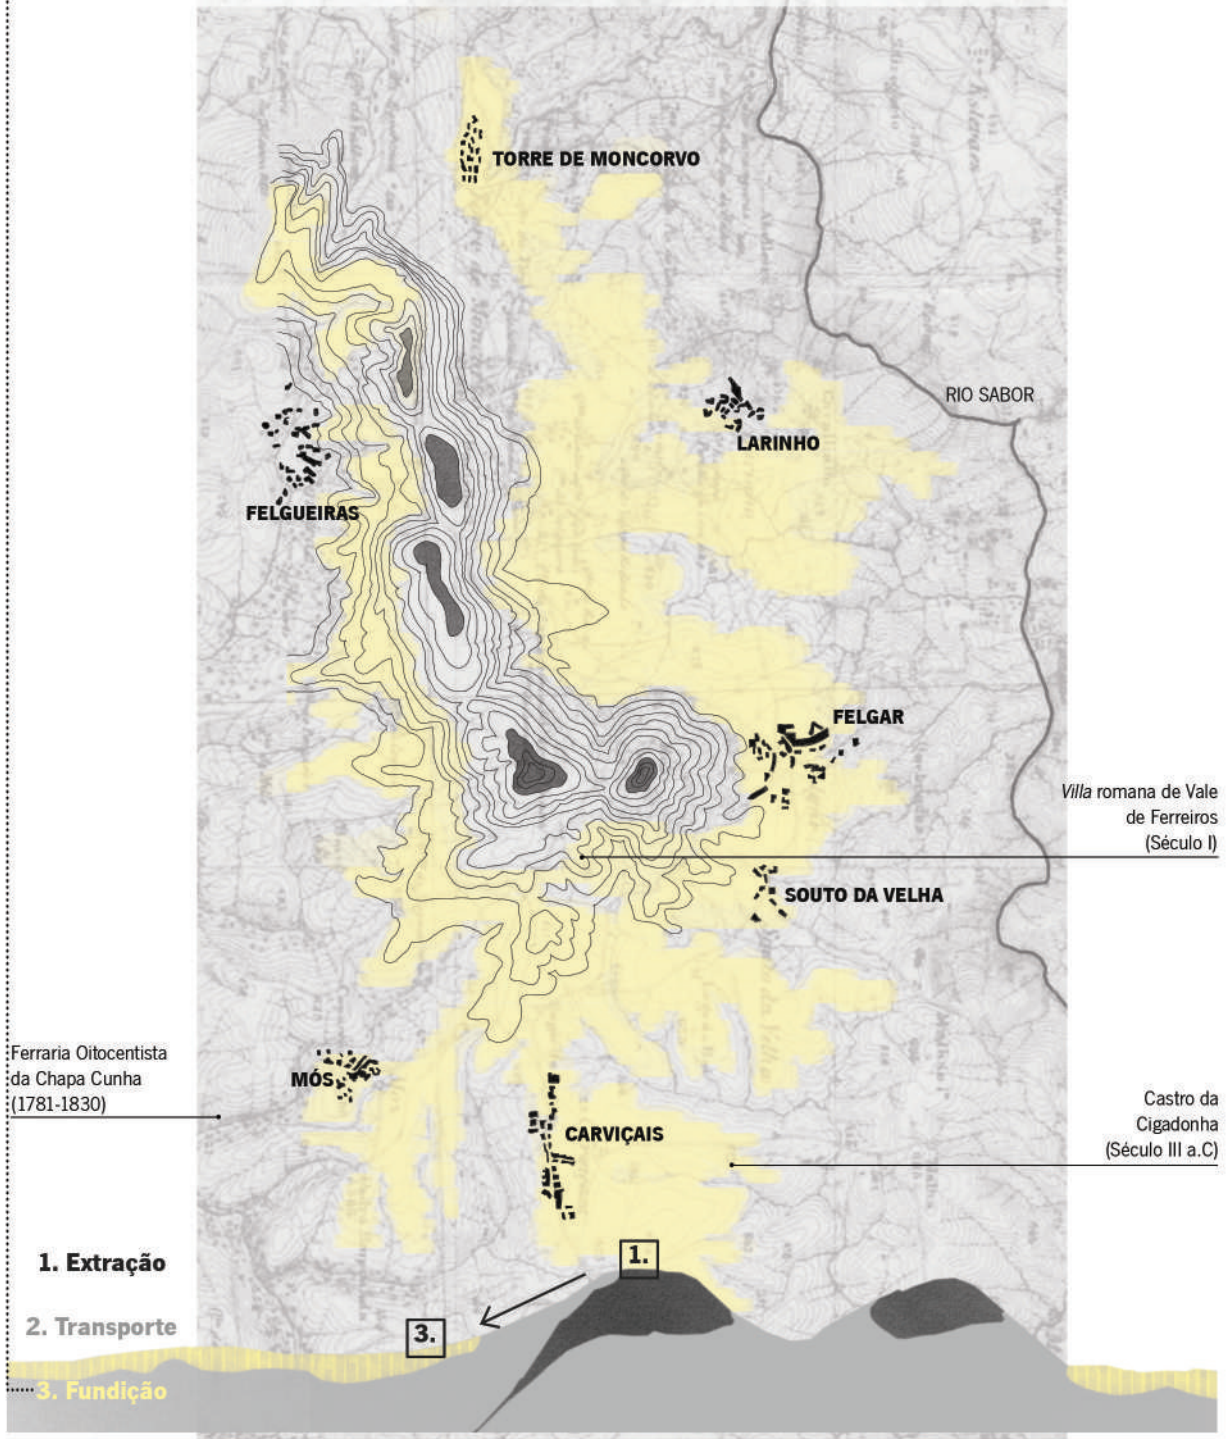 TORRE DE MONCORVO
RIO SABOR
LARINHO
FELGUEIRAS
FELGAR
Villa romana de Vale
de Ferreiros
(Século I)
SOUTO DA VELHA
Ferraria Oitocentista
da Chapa Cunha
(1781-1830)
MÓS
CARVIÇAIS
Castro da
Cigadonha
(Século III a.C)
1. Extração
1.
2. Transporte
3.
3. Fundição